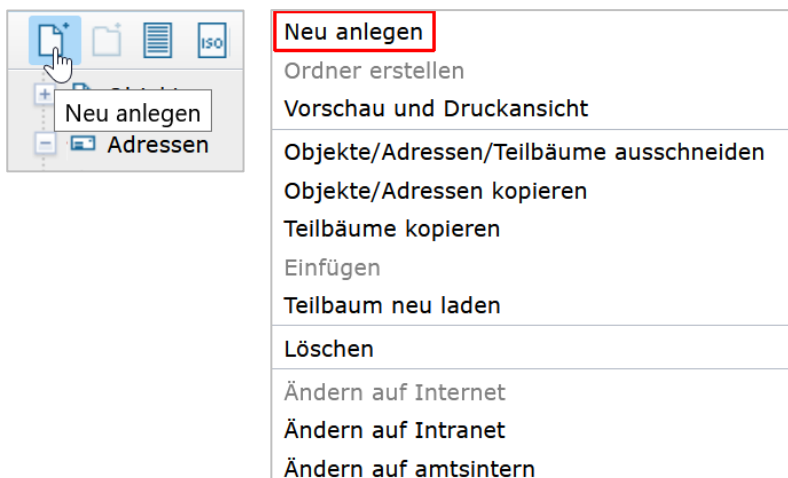 ISO
Neu anlegen
Adressen
Neu anlegen
Ordner erstellen
Vorschau und Druckansicht
Objekte/Adressen/Teilbäume ausschneiden
Objekte/Adressen kopieren
Teilbäume kopieren
Einfügen
Teilbaum neu laden
Löschen
Ändern auf Internet
Ändern auf Intranet
Ändern auf amtsintern